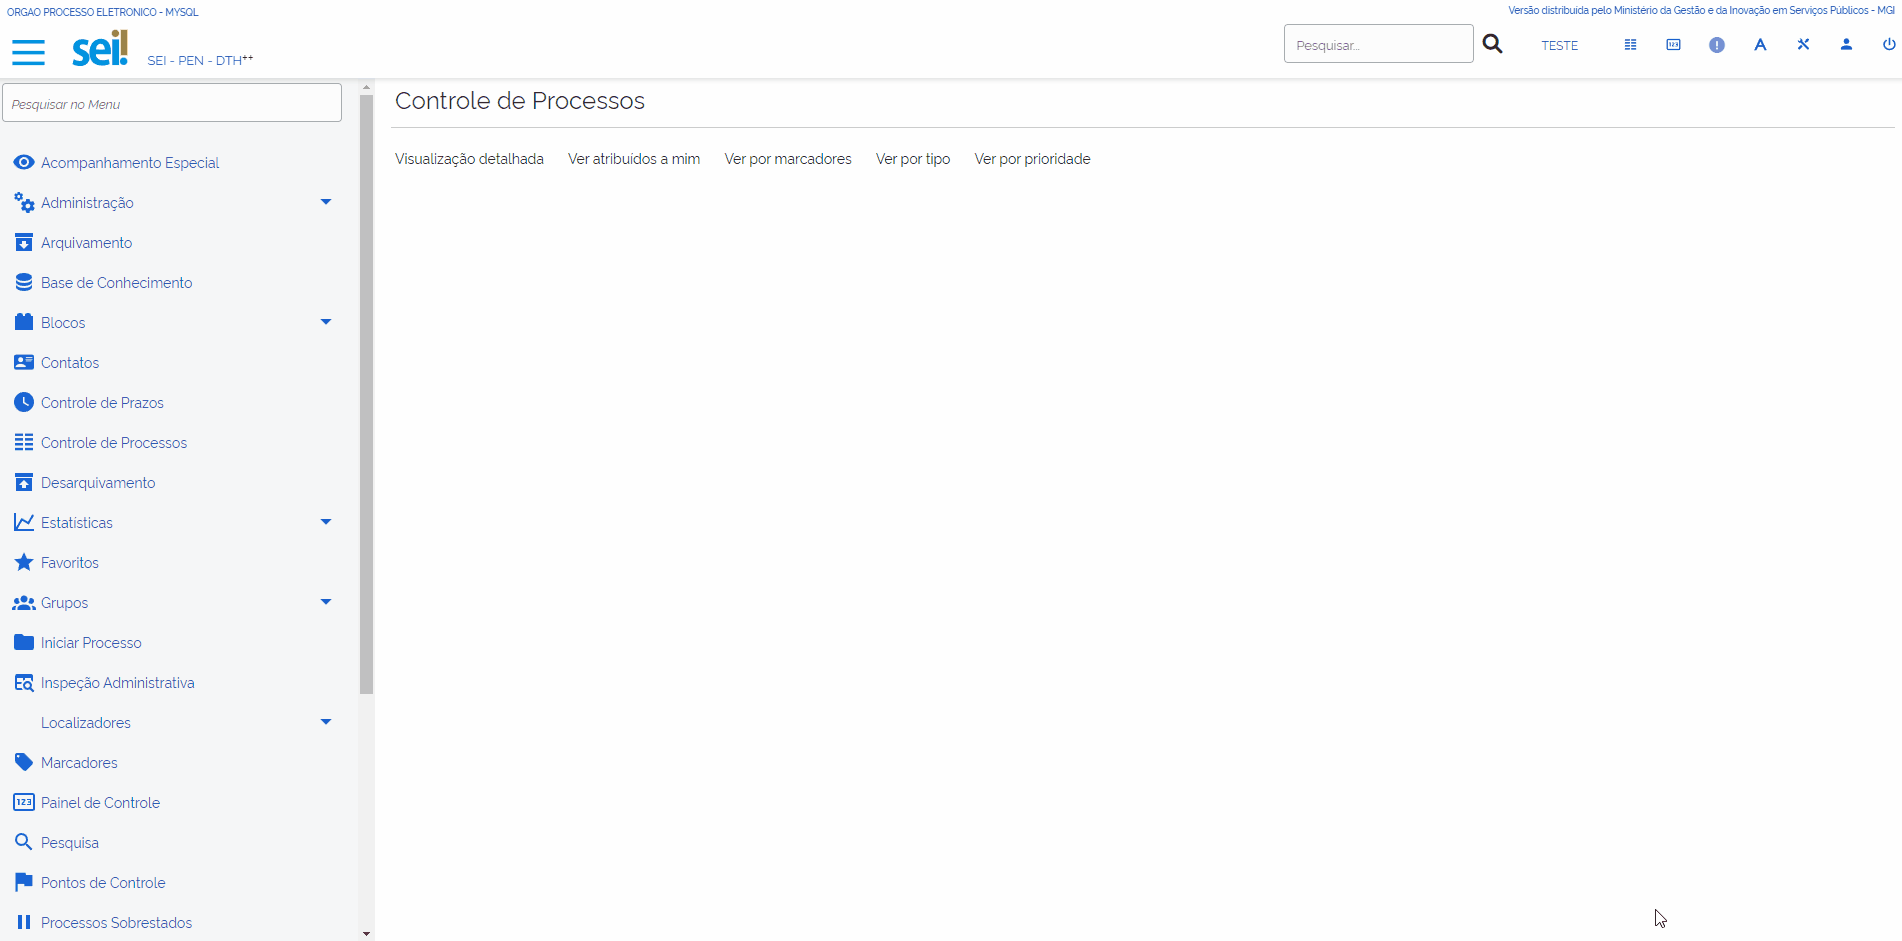 ORGAO PROCESSO ELETRONICO - MYSQL
Versão distribuída pelo Ministério da Gestão e da Inovação em Serviços Públicos - MGI
sei!
SEI - PEN - DTH++
Pesquisar...
TESTE
123
A
Pesquisar no Menu
Controle de Processos
Visualização detalhada
Ver atribuídos a mim
Ver por marcadores
Ver por tipo
Ver por prioridade
Acompanhamento Especial
Administração
Arquivamento
Base de Conhecimento
Blocos
Contatos
Controle de Prazos
Controle de Processos
Desarquivamento
Estatísticas
Favoritos
Grupos
Iniciar Processo
Inspeção Administrativa
Localizadores
Marcadores
123
Painel de Controle
Pesquisa
Pontos de Controle
Processos Sobrestados